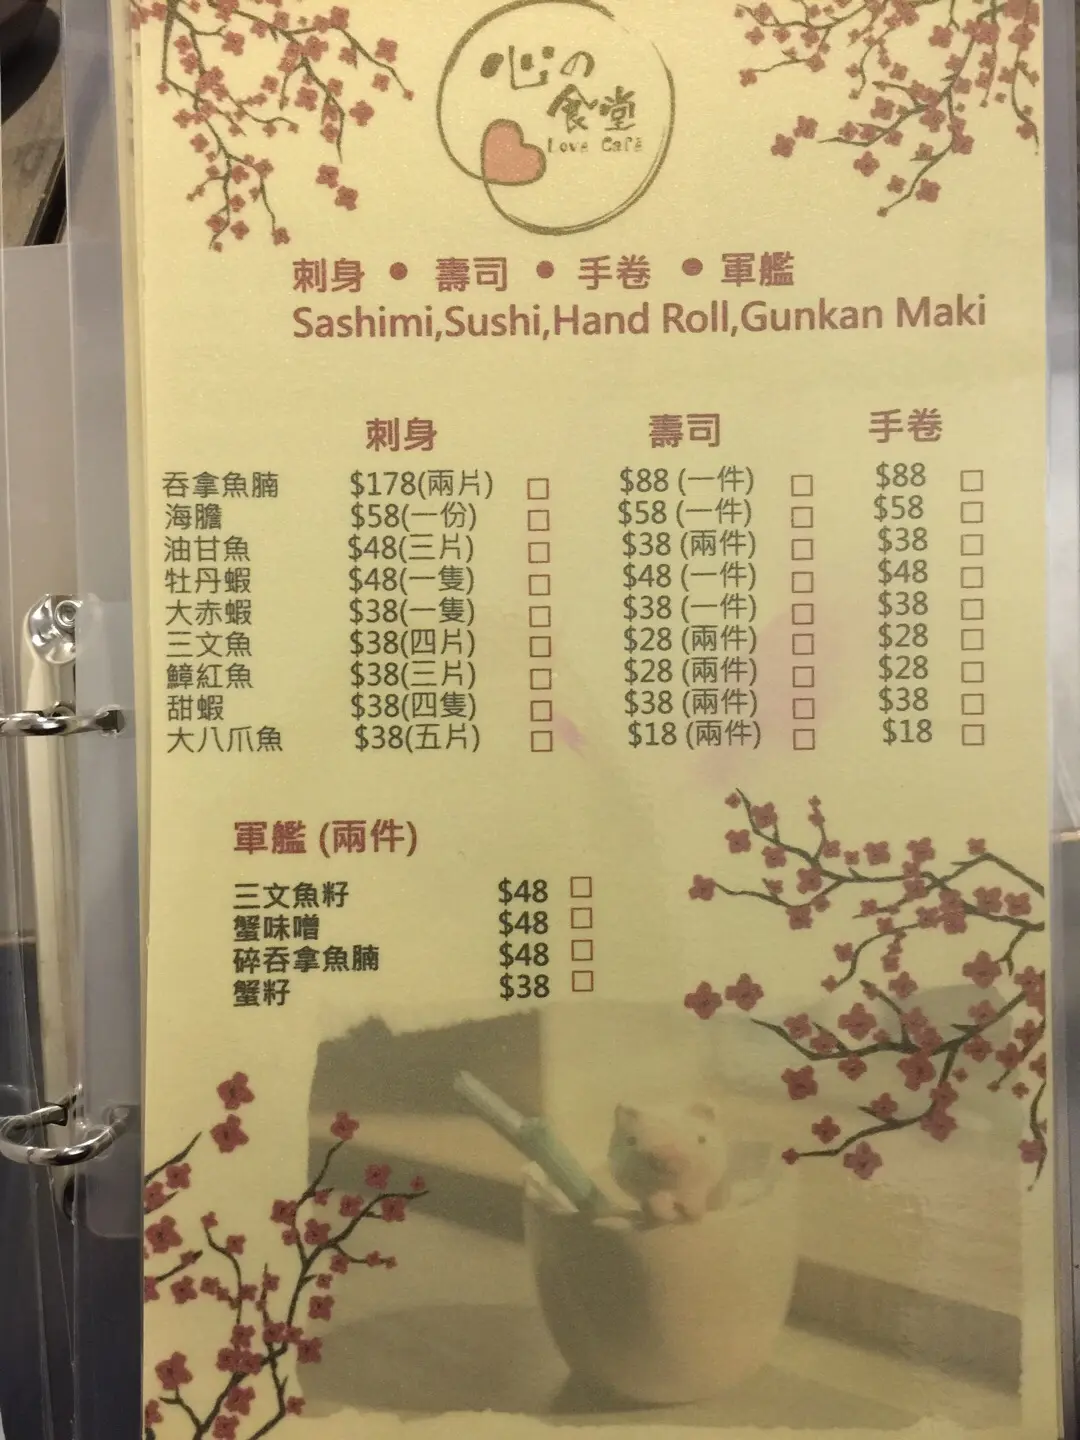 心の
食堂
Love Café
刺身 • 壽司 • 手卷 • 軍艦
Sashimi,Sushi,Hand Roll,Gunkan Maki
刺身 壽司 手卷
吞拿魚腩 $178(兩片) □ $88 (一件) □ $88 □
海膽 $58(一份) □ $58 (一件) □ $58 □
油甘魚 $48(三片) □ $38 (兩件) □ $38 □
牡丹蝦 $48(一隻) □ $48 (一件) □ $48 □
大赤蝦 $38(一隻) □ $38 (一件) □ $38 □
三文魚 $38(四片) □ $28 (兩件) □ $28 □
鱆紅魚 $38(三片) □ $28 (兩件) □ $28 □
甜蝦 $38(四隻) □ $38 (兩件) □ $38 □
大八爪魚 $38(五片) □ $18 (兩件) □ $18 □
軍艦 (兩件)
三文魚籽 $48 □
蟹味噌 $48 □
碎吞拿魚腩 $48 □
蟹籽 $38 □